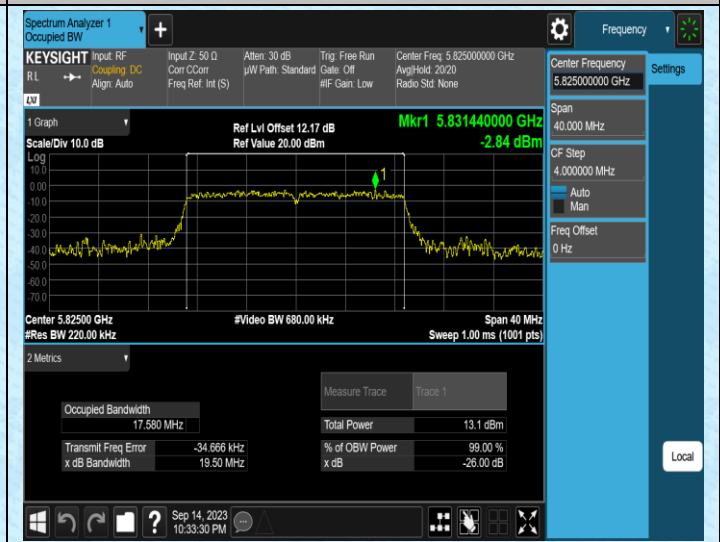 Spectrum Analyzer 1
Occupied BW
Frequency
KEYSIGHT
RL
LXI
Input: RF
Coupling: DC
Align: Auto
Input Z: 50 Ω
Corr CCorr
Freq Ref: Int (S)
Atten: 30 dB
µW Path: Standard
Trig: Free Run
Gate: Off
#IF Gain: Low
Center Freq: 5.825000000 GHz
Avg|Hold: 20/20
Radio Std: None
1 Graph
Scale/Div 10.0 dB
Ref Lvl Offset 12.17 dB
Ref Value 20.00 dBm
Mkr1 5.831440000 GHz
-2.84 dBm
Log
10.0
0.00
-10.0
-20.0
-30.0
-40.0
-50.0
-60.0
-70.0
1
Center 5.82500 GHz
#Res BW 220.00 kHz
#Video BW 680.00 kHz
Span 40 MHz
Sweep 1.00 ms (1001 pts)
2 Metrics
Measure Trace Trace 1
Occupied Bandwidth
17.580 MHz
Total Power 13.1 dBm
Transmit Freq Error -34.666 kHz
% of OBW Power 99.00 %
x dB Bandwidth 19.50 MHz
x dB -26.00 dB
Center Frequency
5.825000000 GHz
Settings
Span
40.000 MHz
CF Step
4.000000 MHz
Auto
Man
Freq Offset
0 Hz
Local
?
Sep 14, 2023
10:33:30 PM